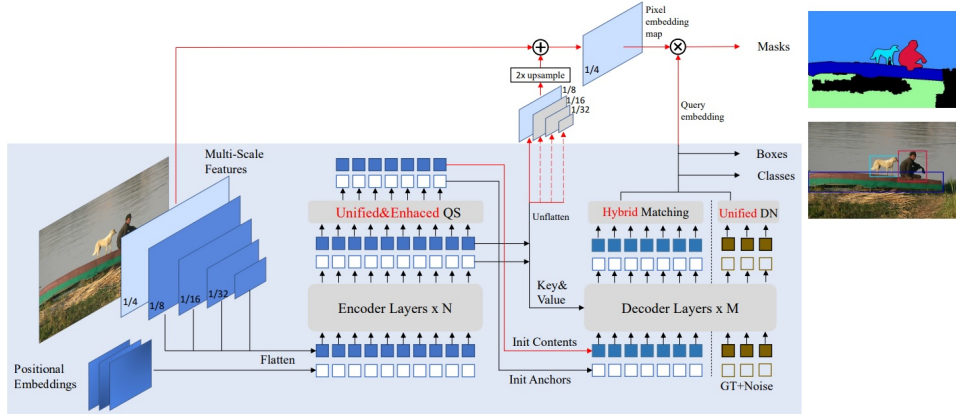 Pixel
embedding
map
Masks
1/4
2x upsample
1/8
1/16
1/32
Query
embedding
Multi-Scale
Features
Boxes
Classes
Unified&Enhaced QS
Unflatten
Hybrid Matching
Unified DN
1/4
1/8
1/16
1/32
Encoder Layers x N
Key&
Value
Decoder Layers x M
Flatten
Init Contents
Positional
Embeddings
Init Anchors
GT+Noise